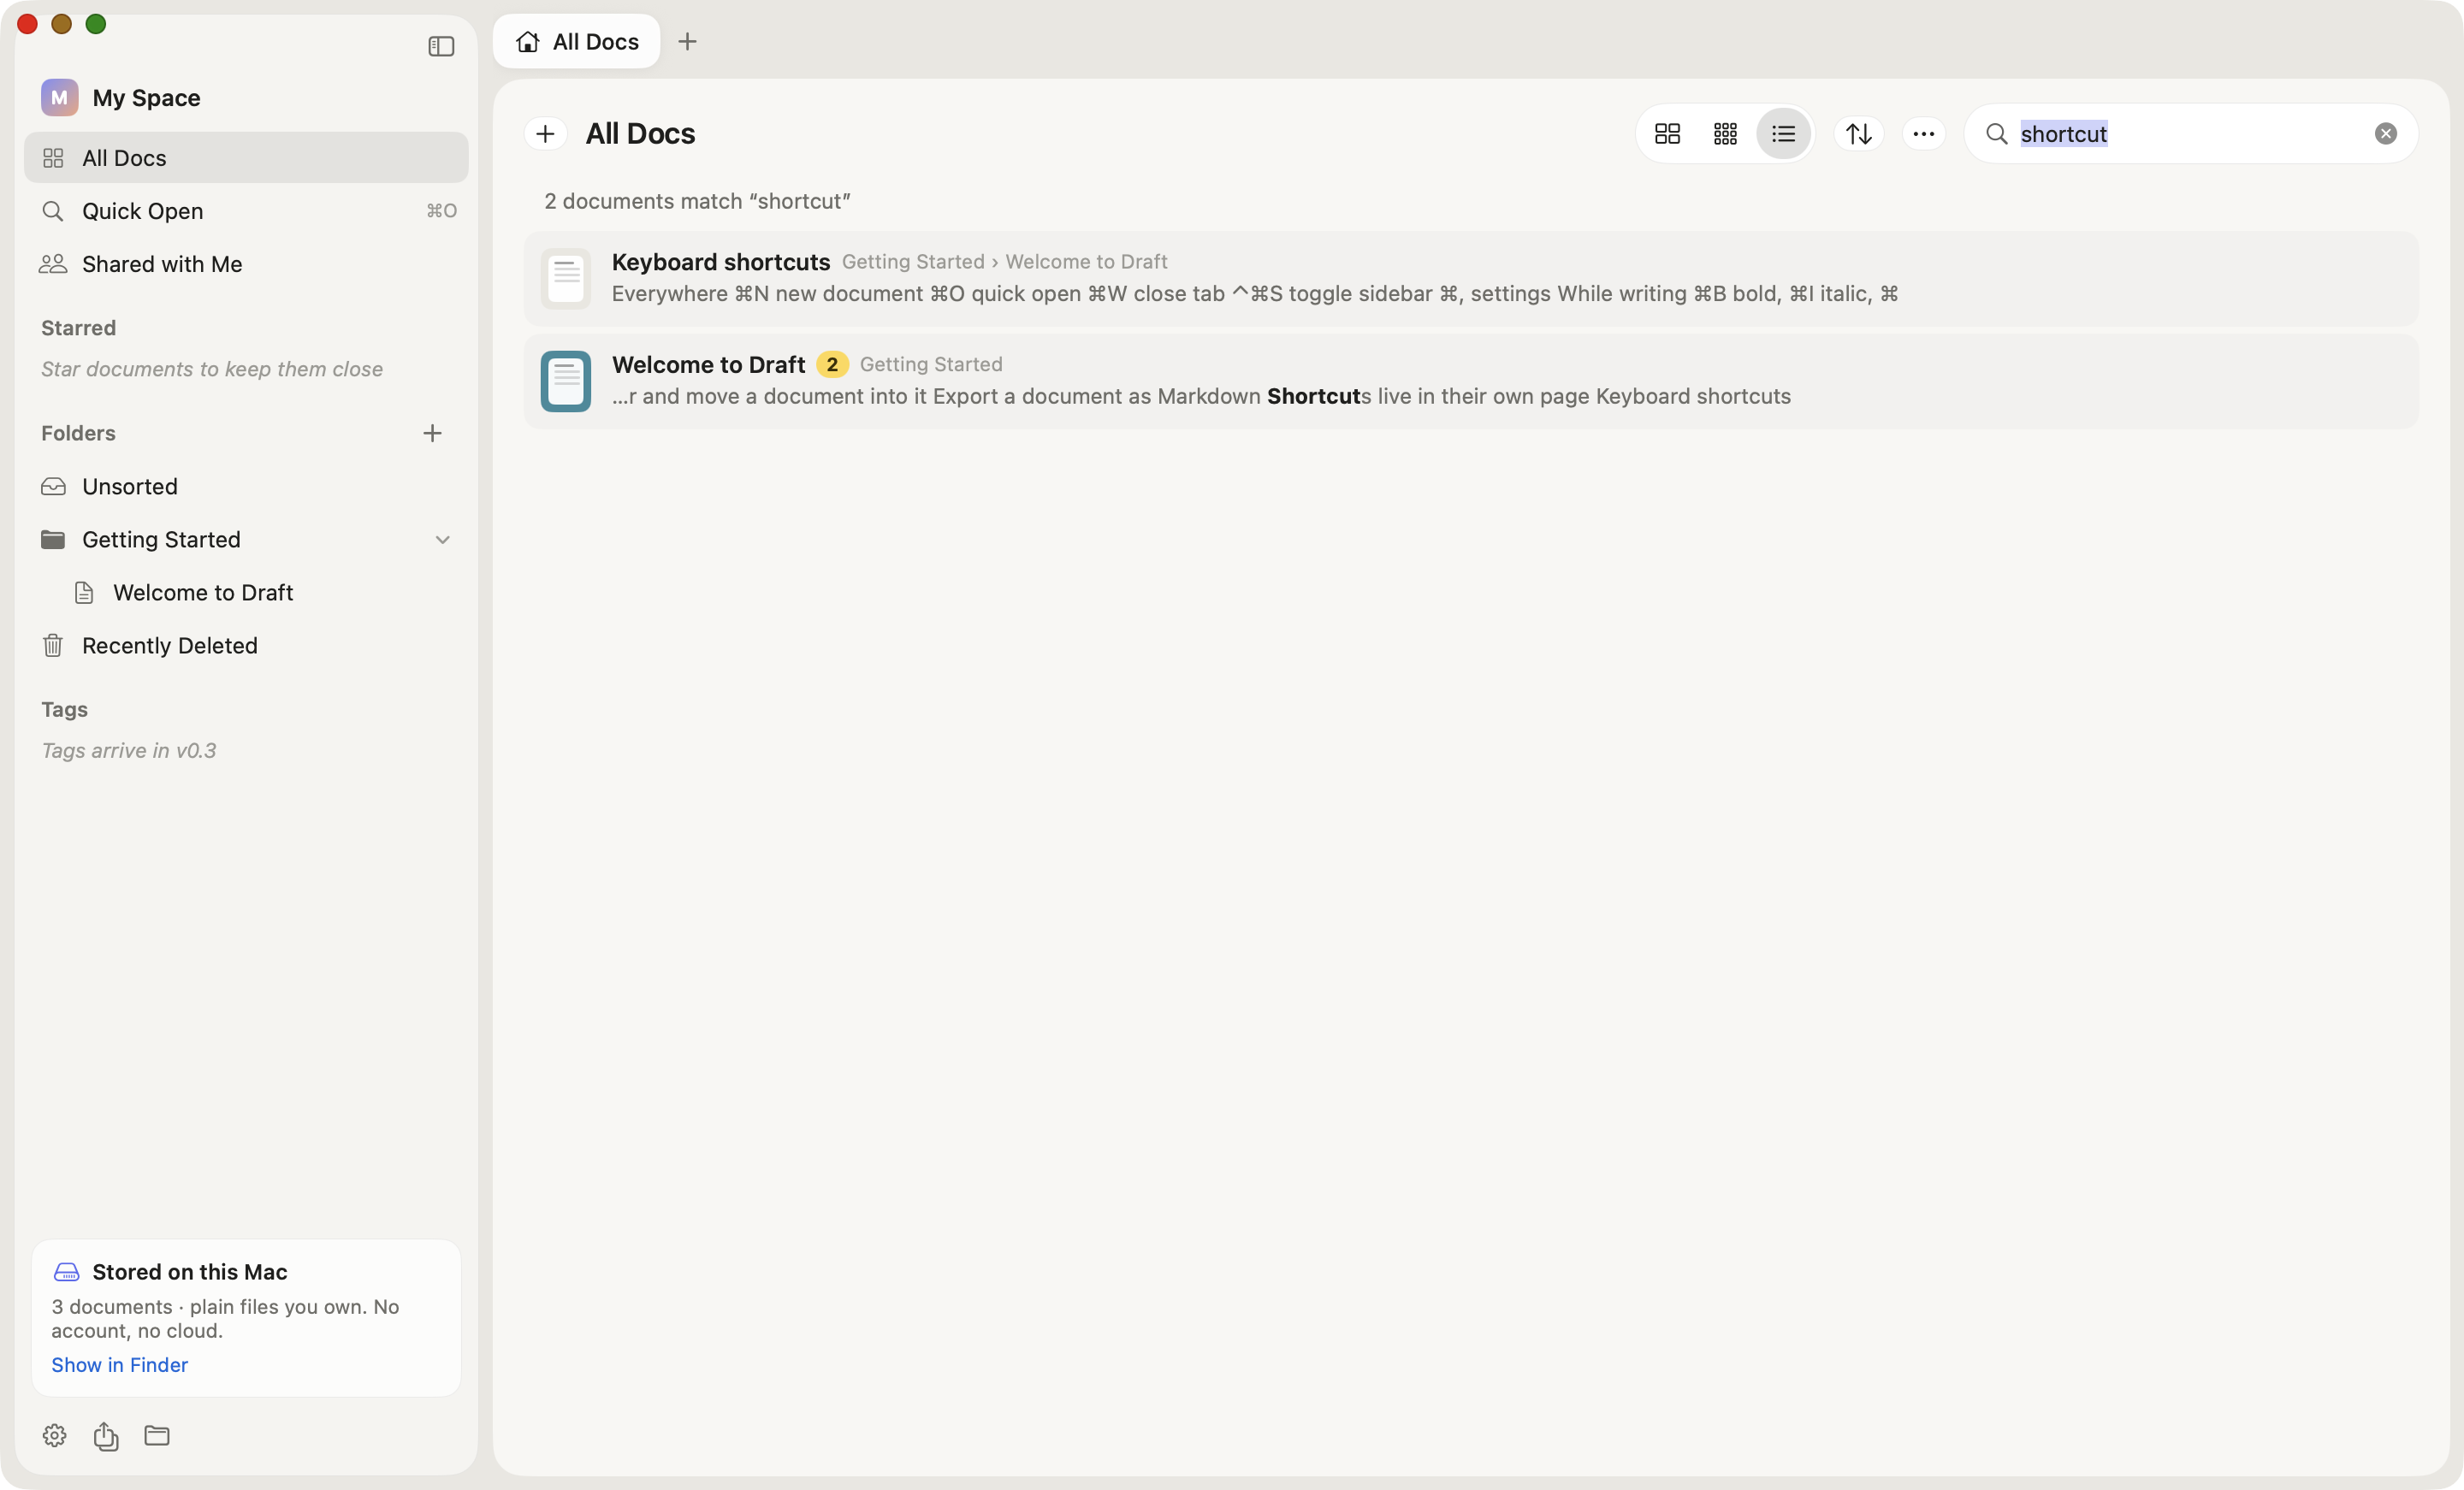 All Docs
M My Space
All Docs
Quick Open ⌘O
Shared with Me
Starred
Star documents to keep them close
Folders
Unsorted
Getting Started
Welcome to Draft
Recently Deleted
Tags
Tags arrive in v0.3
Stored on this Mac
3 documents · plain files you own. No
account, no cloud.
Show in Finder
All Docs
shortcut
2 documents match “shortcut”
Keyboard shortcuts Getting Started › Welcome to Draft
Everywhere ⌘N new document ⌘O quick open ⌘W close tab ^⌘S toggle sidebar ⌘, settings While writing ⌘B bold, ⌘I italic, ⌘
Welcome to Draft 2 Getting Started
...r and move a document into it Export a document as Markdown Shortcuts live in their own page Keyboard shortcuts